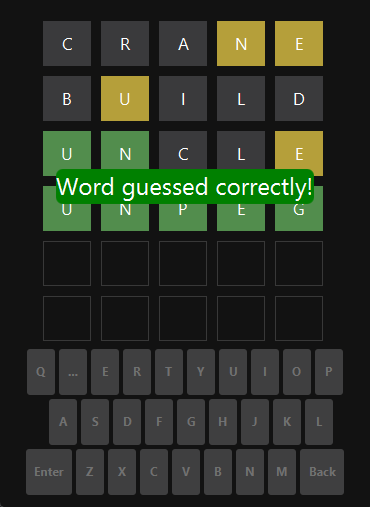 C R A N E
B U I L D
U N C L E
Word guessed correctly!
U N P E G
Q ... E R T Y U I O P
A S D F G H J K L
Enter Z X C V B N M Back